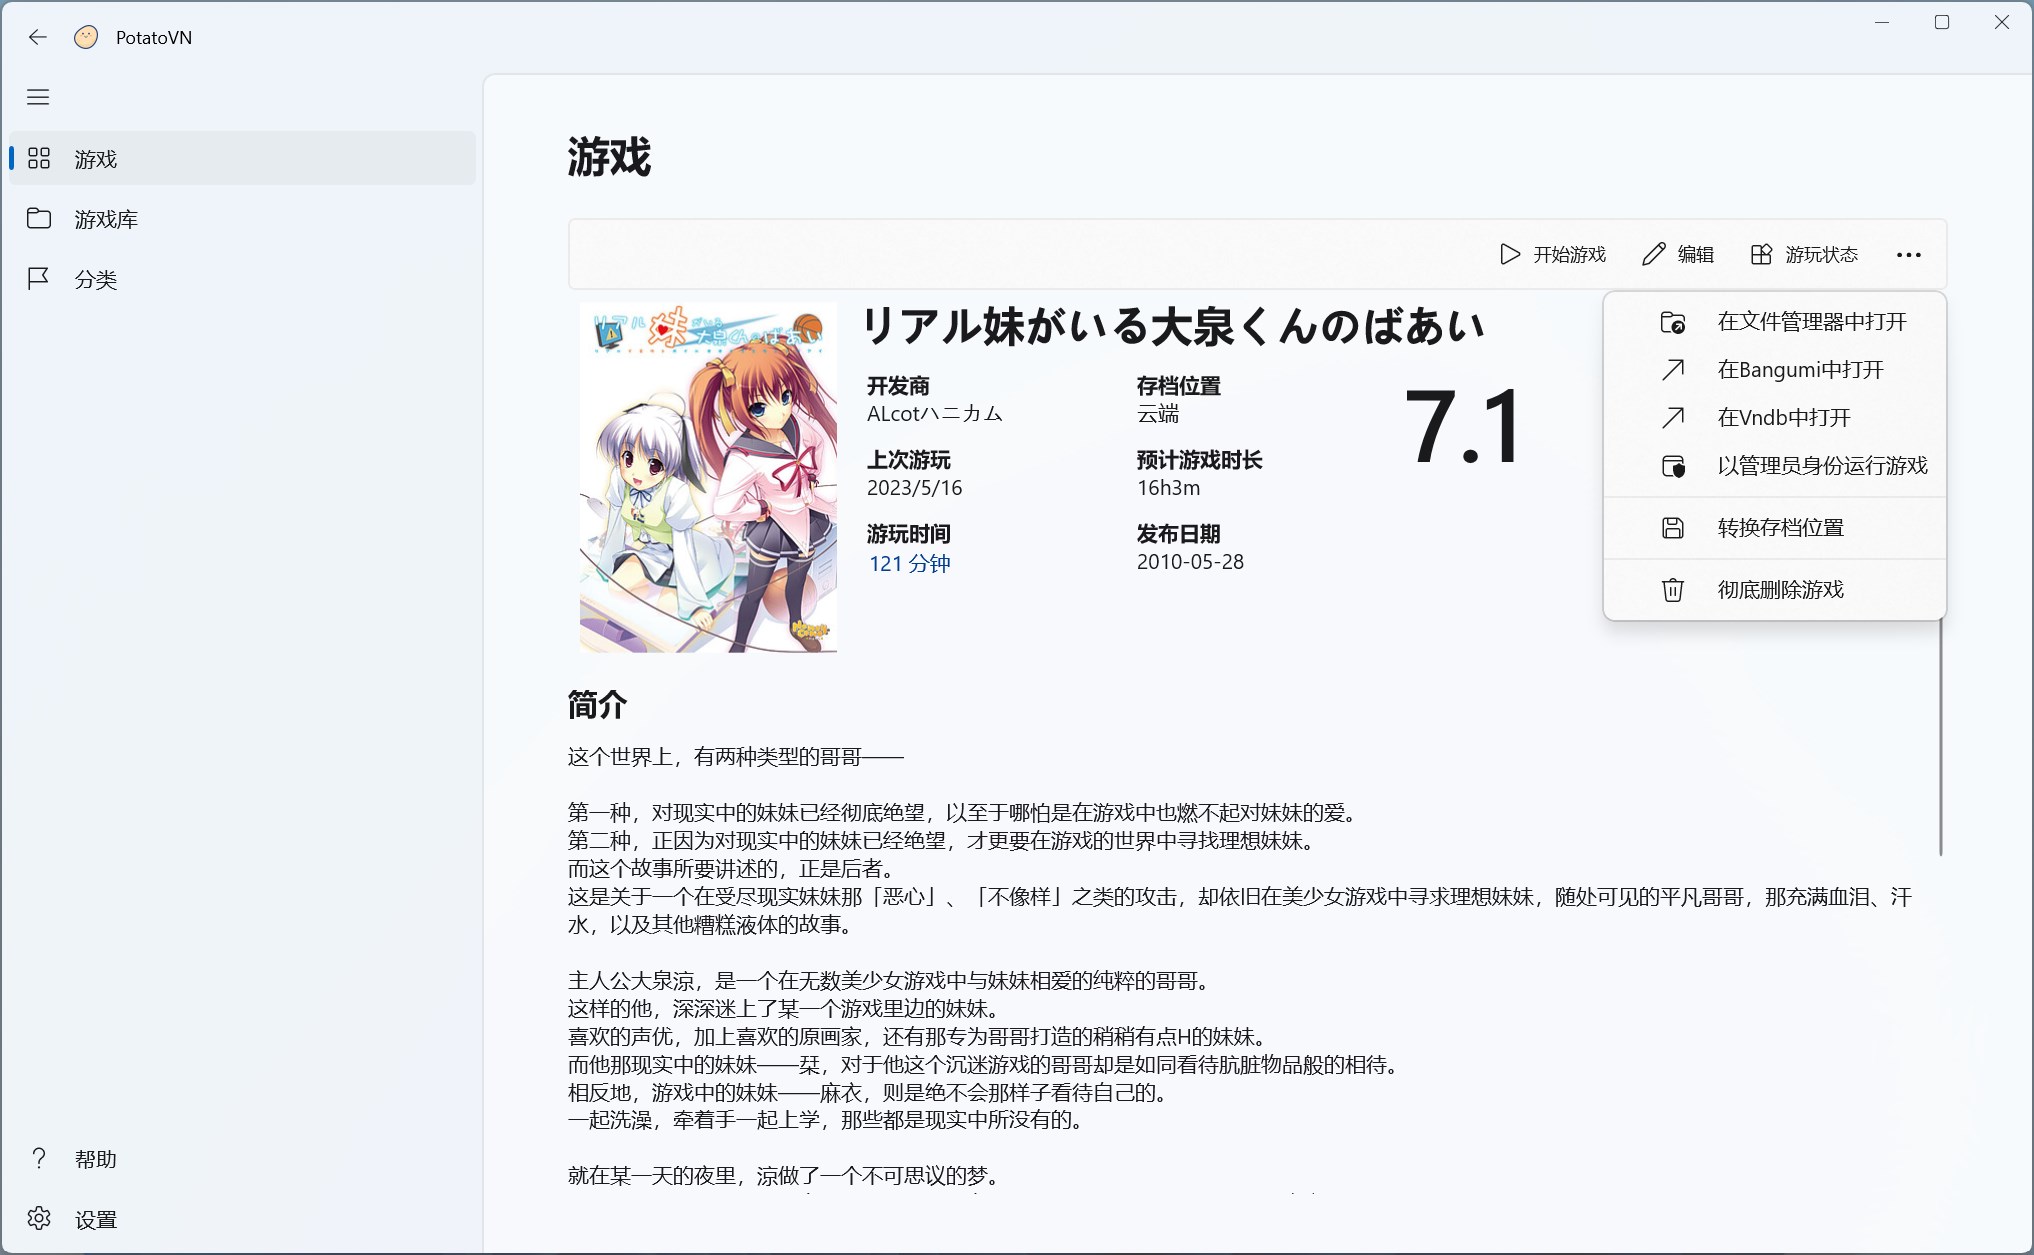 PotatoVN
游戏
游戏库
分类
帮助
设置
游戏
开始游戏
编辑
游玩状态
在文件管理器中打开
在Bangumi中打开
在Vndb中打开
以管理员身份运行游戏
转换存档位置
彻底删除游戏
リアル妹がいる大泉くんのばあい
リアル妹がいる大泉くんのばあい
开发商
ALcotハニカム
存档位置
云端
7.1
上次游玩
2023/5/16
预计游戏时长
16h3m
游玩时间
121 分钟
发布日期
2010-05-28
简介
这个世界上，有两种类型的哥哥——
第一种，对现实中的妹妹已经彻底绝望，以至于哪怕是在游戏中也燃不起对妹妹的爱。
第二种，正因为对现实中的妹妹已经绝望，才更要在游戏的世界中寻找理想妹妹。
而这个故事所要讲述的，正是后者。
这是关于一个在受尽现实妹妹那「恶心」、「不像样」之类的攻击，却依旧在美少女游戏中寻求理想妹妹，随处可见的平凡哥哥，那充满血泪、汗
水，以及其他糟糕液体的故事。
主人公大泉涼，是一个在无数美少女游戏中与妹妹相爱的纯粹的哥哥。
这样的他，深深迷上了某一个游戏里边的妹妹。
喜欢的声优，加上喜欢的原画家，还有那专为哥哥打造的稍稍有点H的妹妹。
而他那现实中的妹妹——栞，对于他这个沉迷游戏的哥哥却是如同看待肮脏物品般的相待。
相反地，游戏中的妹妹——麻衣，则是绝不会那样子看待自己的。
一起洗澡，牵着手一起上学，那些都是现实中所没有的。
就在某一天的夜里，涼做了一个不可思议的梦。